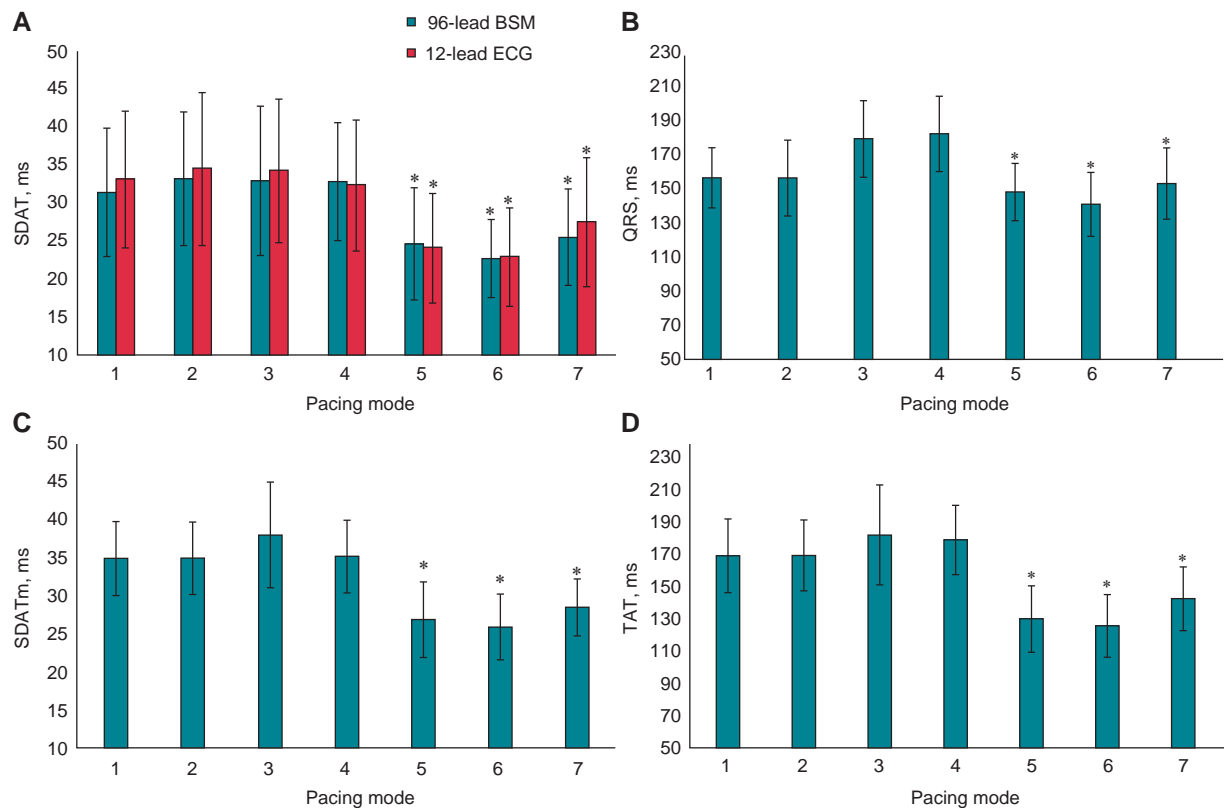 A
96-lead BSM
12-lead ECG
50
45
40
35
30
25
20
15
10
SDAT, ms
* * * * * *
1 2 3 4 5 6 7
Pacing mode
B
230
210
190
170
150
130
110
90
70
50
QRS, ms
* * *
1 2 3 4 5 6 7
Pacing mode
C
50
45
40
35
30
25
20
15
10
SDATm, ms
* * *
1 2 3 4 5 6 7
Pacing mode
D
230
210
190
170
150
130
110
90
70
50
TAT, ms
* * *
1 2 3 4 5 6 7
Pacing mode